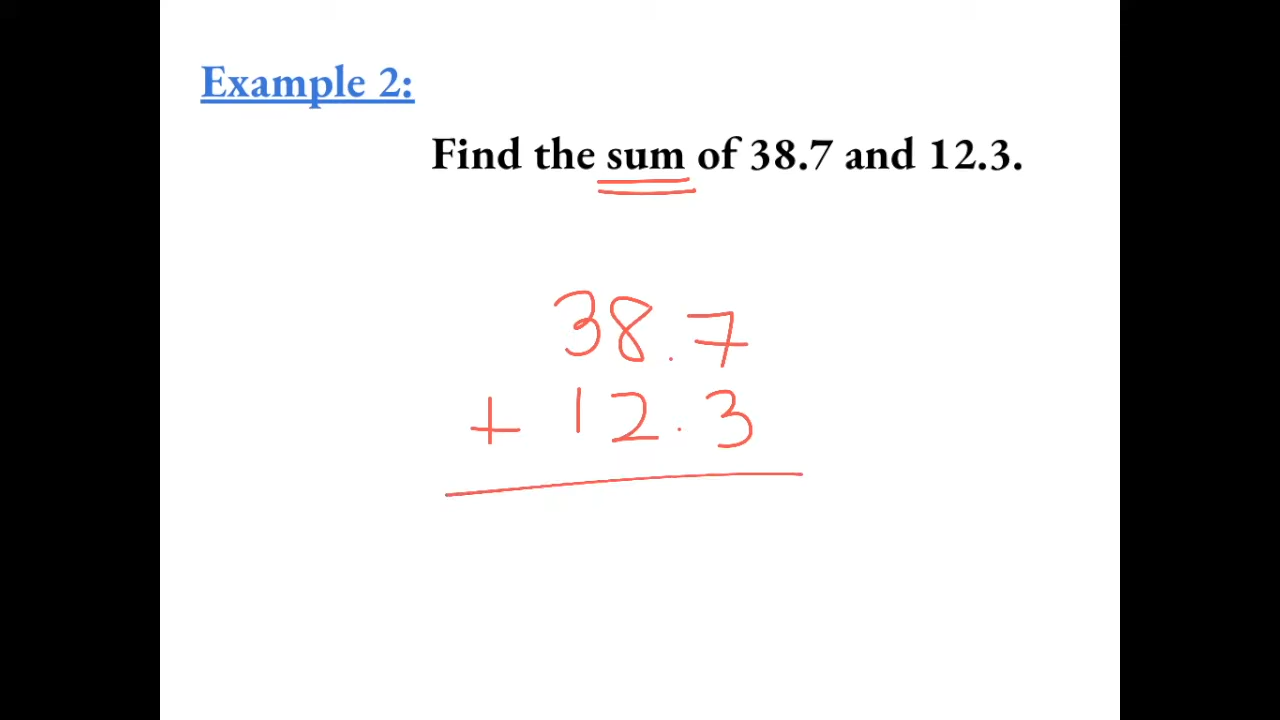 Example 2:
Find the sum of 38.7 and 12.3.
38.7
+ 12.3